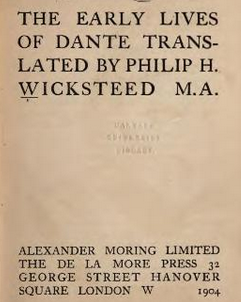 THE EARLY LIVES
OF DANTE TRANS-
LATED BY PHILIP H.
WICKSTEED M.A.
ALEXANDER MORING LIMITED
THE DE LA MORE PRESS 32
GEORGE STREET HANOVER
SQUARE LONDON W 1904